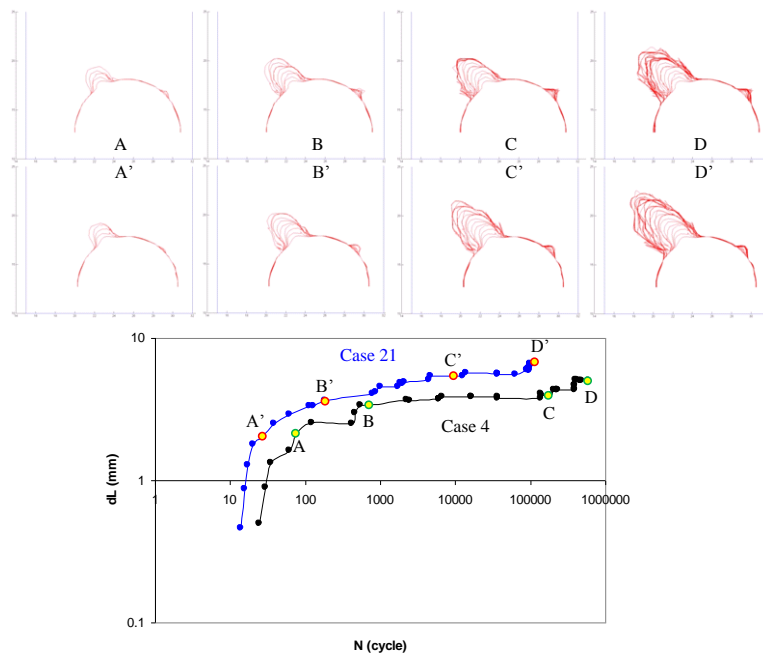 A B C D
A’ B’ C’ D’
10
Case 21
C’
D’
B’
A’
A
B
Case 4
C
D
1
1 10 100 1000 10000 100000 1000000
dL (mm)
0.1
N (cycle)